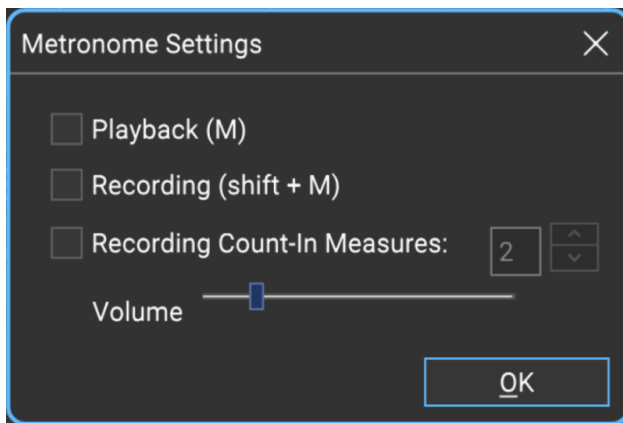 Metronome Settings
Playback (M)
Recording (shift + M)
Recording Count-In Measures: 2
Volume
OK